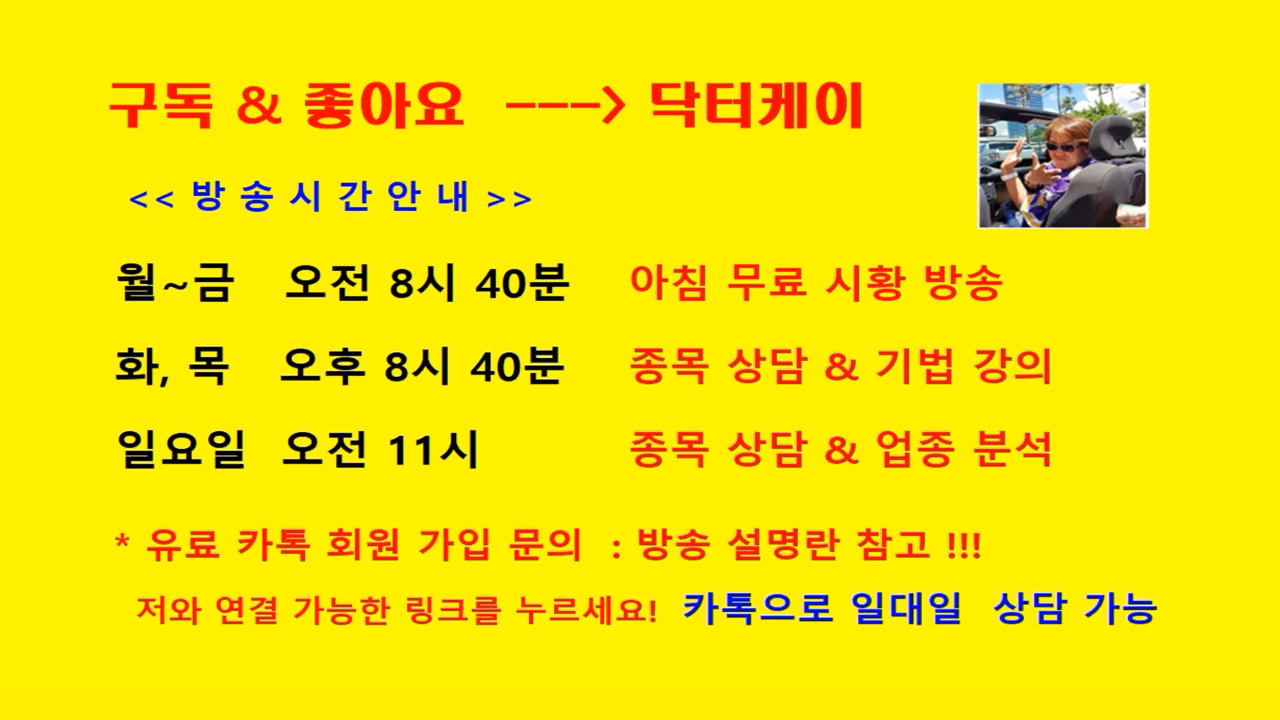 구독 & 좋아요 ---> 닥터케이
<< 방 송 시 간 안 내 >>
월~금 오전 8시 40분 아침 무료 시황 방송
화, 목 오후 8시 40분 종목 상담 & 기법 강의
일요일 오전 11시 종목 상담 & 업종 분석
* 유료 카톡 회원 가입 문의 : 방송 설명란 참고 !!!
저와 연결 가능한 링크를 누르세요! 카톡으로 일대일 상담 가능